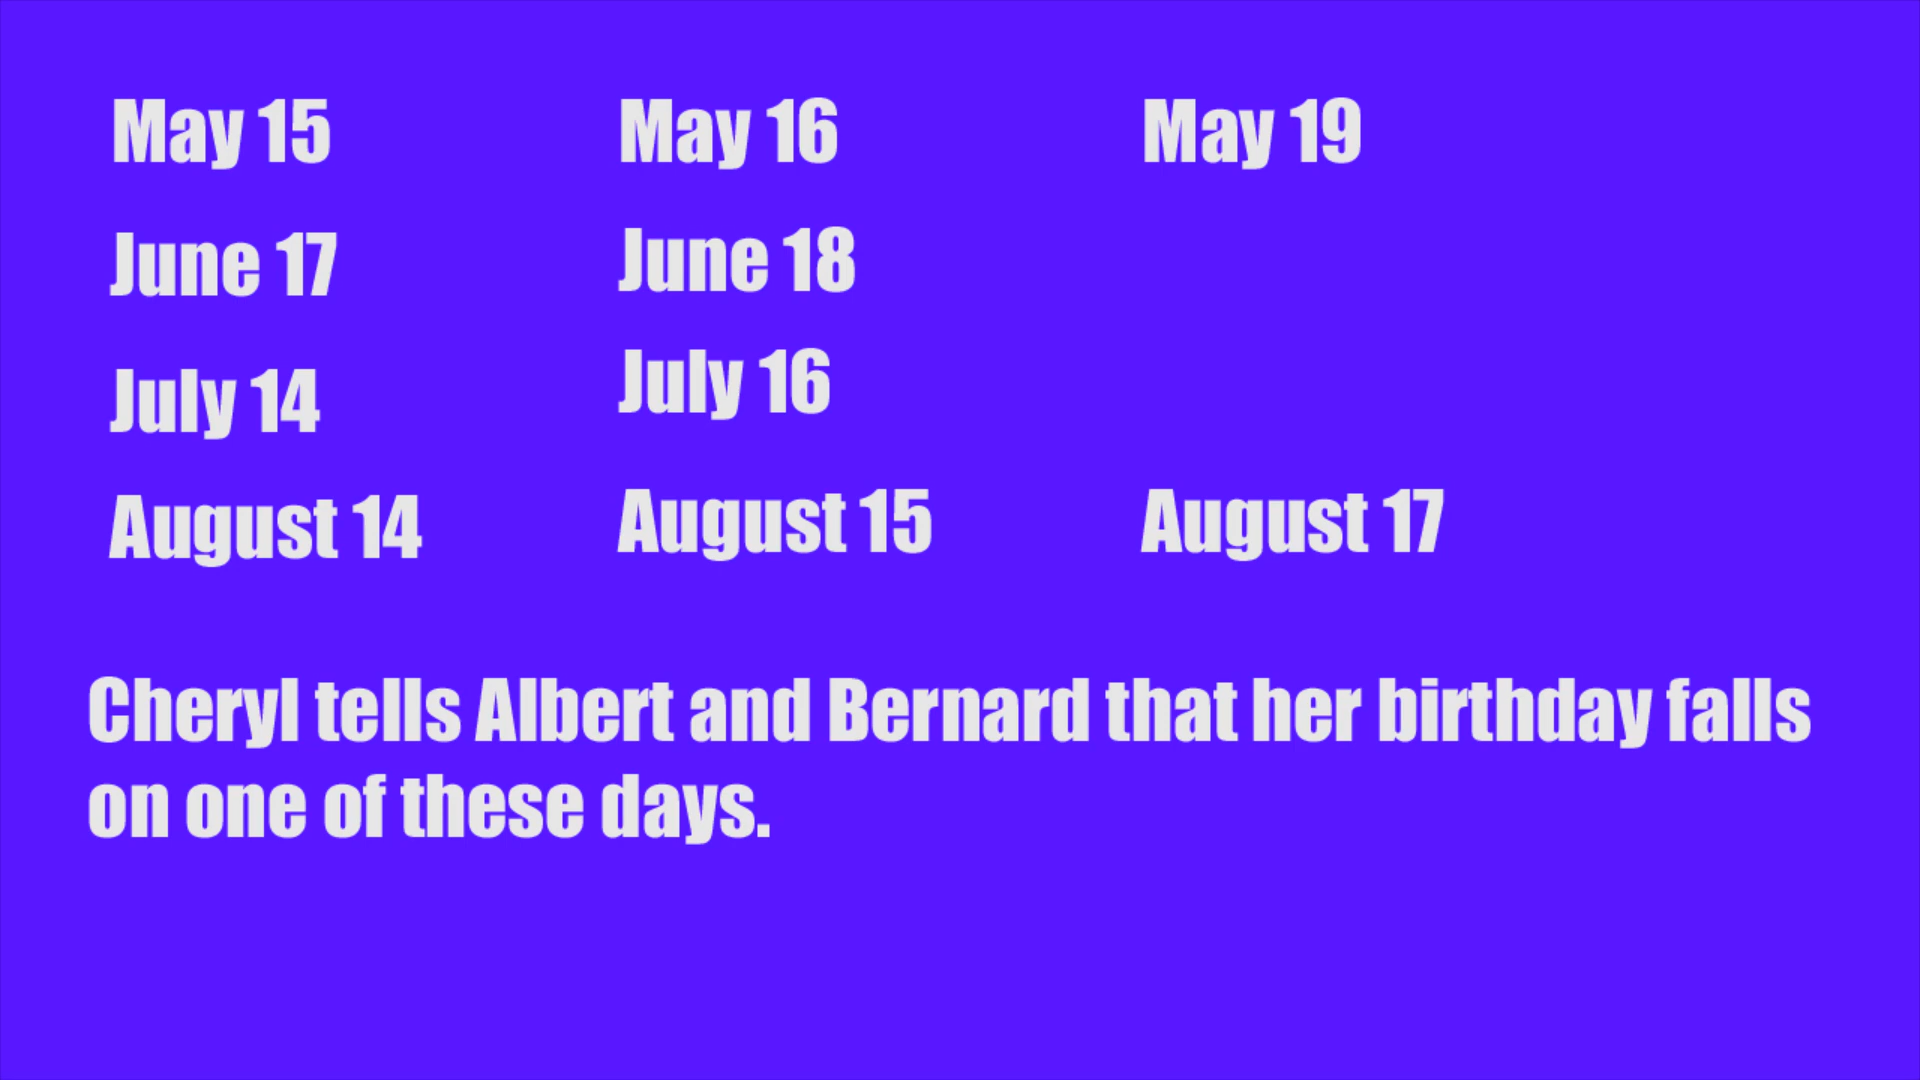 May 15 May 16 May 19
June 17 June 18
July 14 July 16
August 14 August 15 August 17
Cheryl tells Albert and Bernard that her birthday falls
on one of these days.